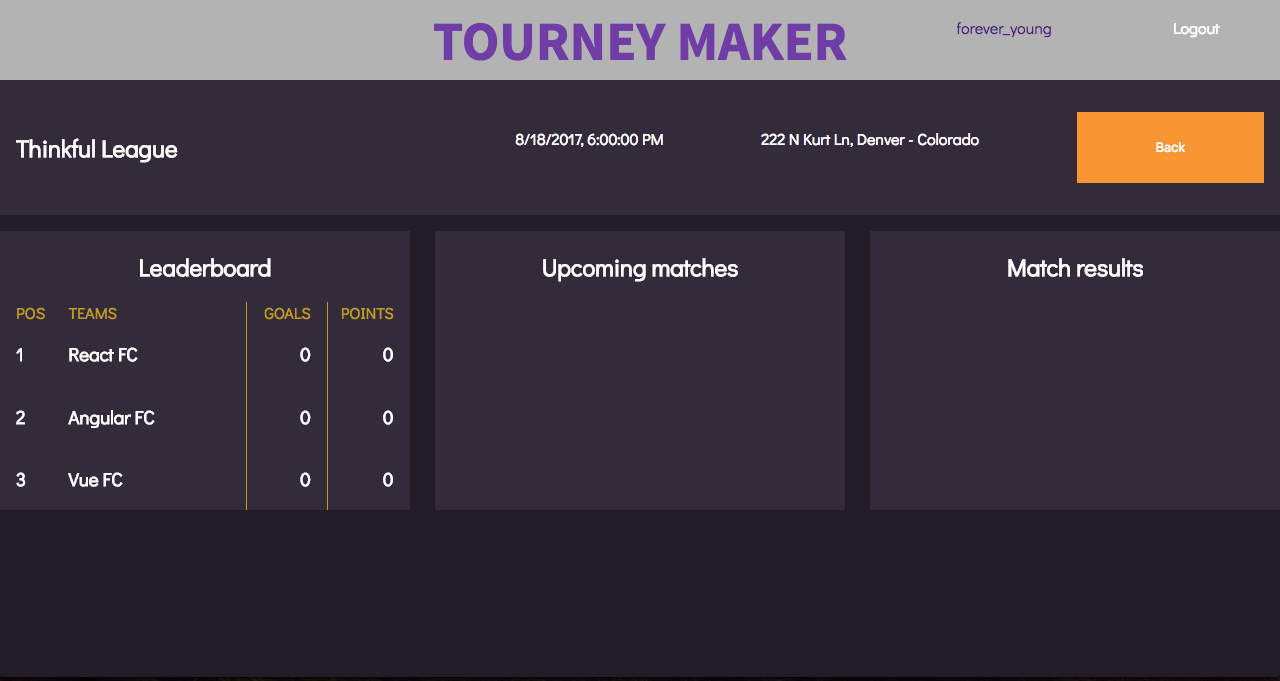 TOURNEY MAKER
forever_young
Logout
Thinkful League
8/18/2017, 6:00:00 PM
222 N Kurt Ln, Denver - Colorado
Back
Leaderboard
POS TEAMS GOALS POINTS
1 React FC 0 0
2 Angular FC 0 0
3 Vue FC 0 0
Upcoming matches
Match results